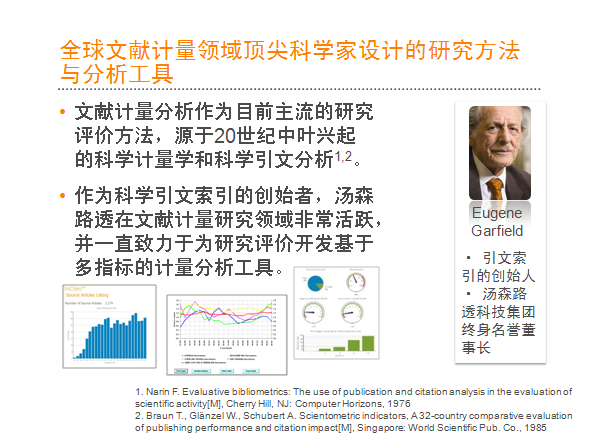 全球文献计量领域顶尖科学家设计的研究方法
与分析工具
• 文献计量分析作为目前主流的研究
评价方法，源于20世纪中叶兴起
的科学计量学和科学引文分析1,2。
• 作为科学引文索引的创始者，汤森
路透在文献计量研究领域非常活跃，
并一直致力于为研究评价开发基于
多指标的计量分析工具。
Eugene
Garfield
• 引文索
引的创始人
• 汤森路
透科技集团
终身名誉董
事长
Source Articles Listing
1. Narin F. Evaluative bibliometrics: The use of publication and citation analysis in the evaluation of
scientific activity[M], Cherry Hill, NJ: Computer Horizons, 1976
2. Braun T., Glänzel W., Schubert A. Scientometric indicators, A 32-country comparative evaluation
of publishing performance and citation impact[M], Singapore: World Scientific Pub. Co., 1985